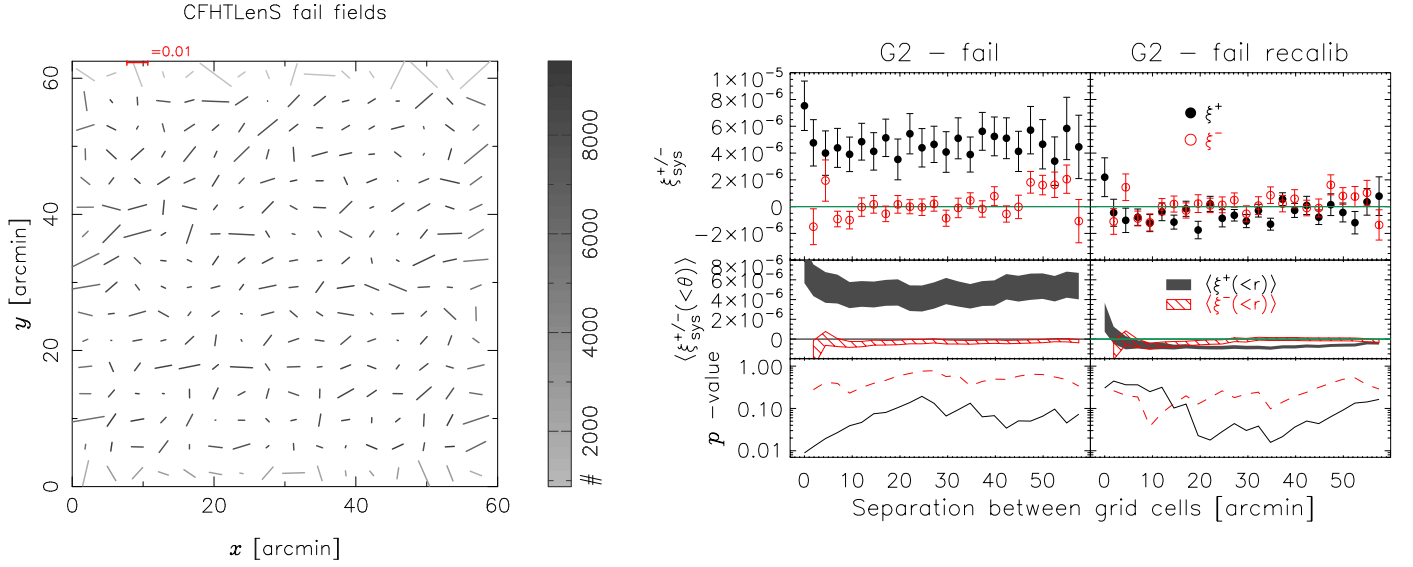 CFHTLenS fail fields
=0.01
60
40
20
0
y [arcmin]
0 20 40 60
x [arcmin]
8000
6000
4000
2000
#
G2 − fail
G2 − fail recalib
1×10⁻⁵
8×10⁻⁶
6×10⁻⁶
4×10⁻⁶
2×10⁻⁶
0
−2×10⁻⁶
ξ⁺/⁻sys
ξ⁺
ξ⁻
8×10⁻⁶
6×10⁻⁶
4×10⁻⁶
2×10⁻⁶
0
⟨ξ⁺/⁻sys(<θ)⟩
⟨ξ⁺(<r)⟩
⟨ξ⁻(<r)⟩
1.00
0.10
0.01
p −value
0 10 20 30 40 50
0 10 20 30 40 50
Separation between grid cells [arcmin]